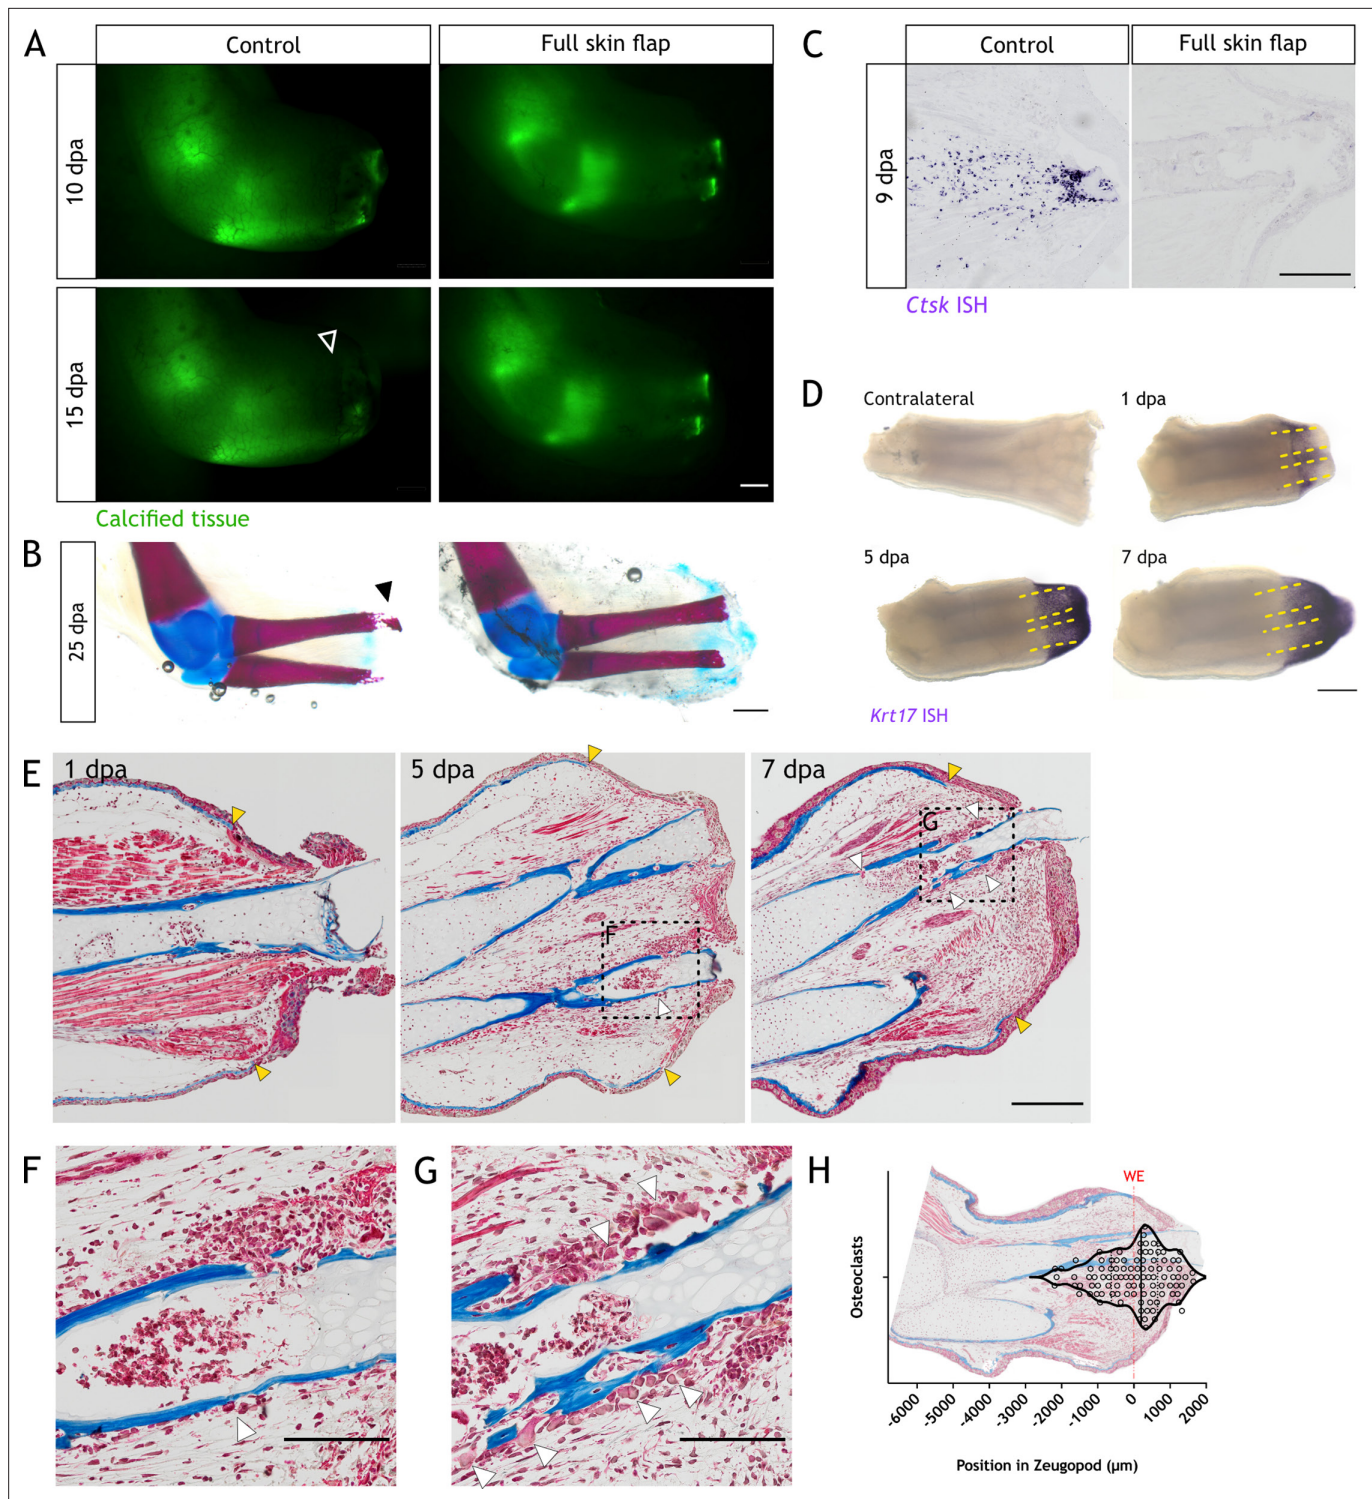 A
Control
Full skin flap
10 dpa
15 dpa
Calcified tissue
B
25 dpa
C
Control
Full skin flap
9 dpa
Ctsk ISH
D
Contralateral
1 dpa
5 dpa
7 dpa
Krt17 ISH
E
1 dpa
5 dpa
7 dpa
F
G
F
G
H
WE
Osteoclasts
-6000
-5000
-4000
-3000
-2000
-1000
0
1000
2000
Position in Zeugopod (µm)